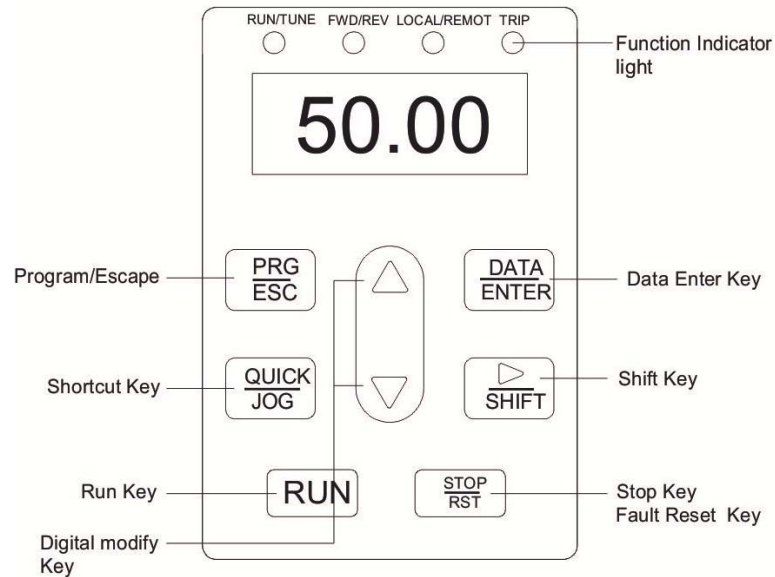 RUN/TUNE FWD/REV LOCAL/REMOT TRIP
Function Indicator
light
50.00
Program/Escape
PRG
ESC
DATA
ENTER
Data Enter Key
Shortcut Key
QUICK
JOG
SHIFT
Shift Key
Run Key
RUN
STOP
RST
Stop Key
Fault Reset Key
Digital modify
Key